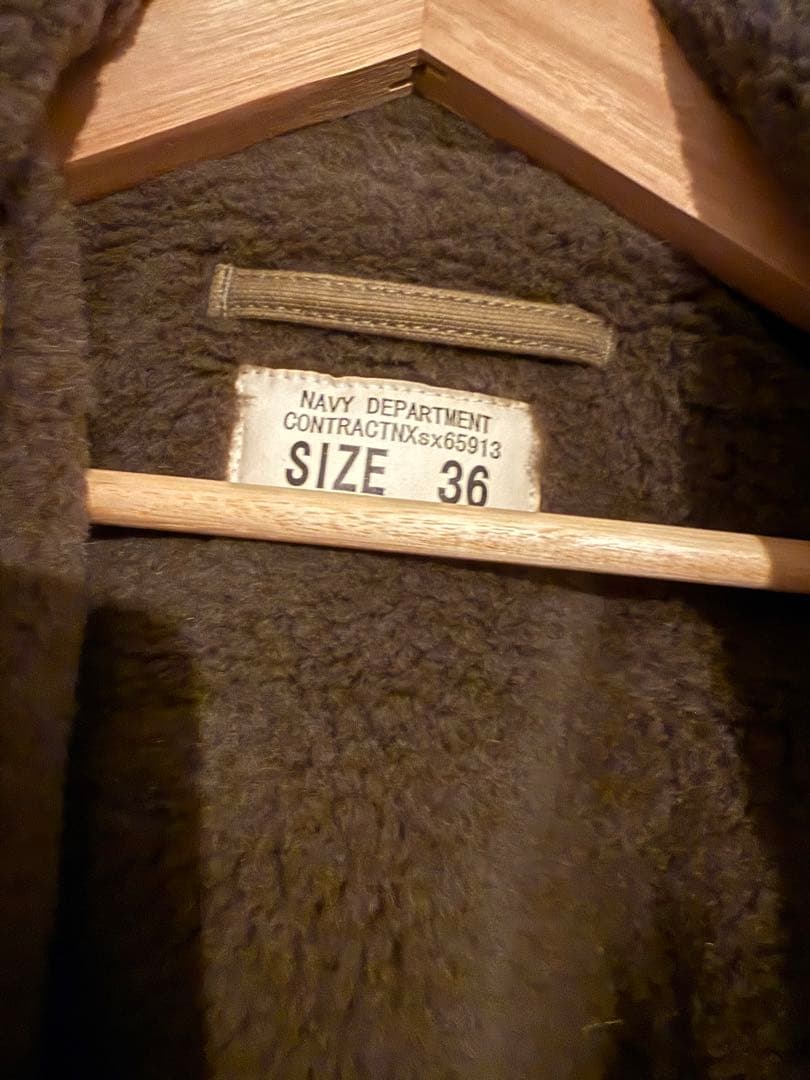 NAVY DEPARTMENT
CONTRACTNXsx65913
SIZE 36